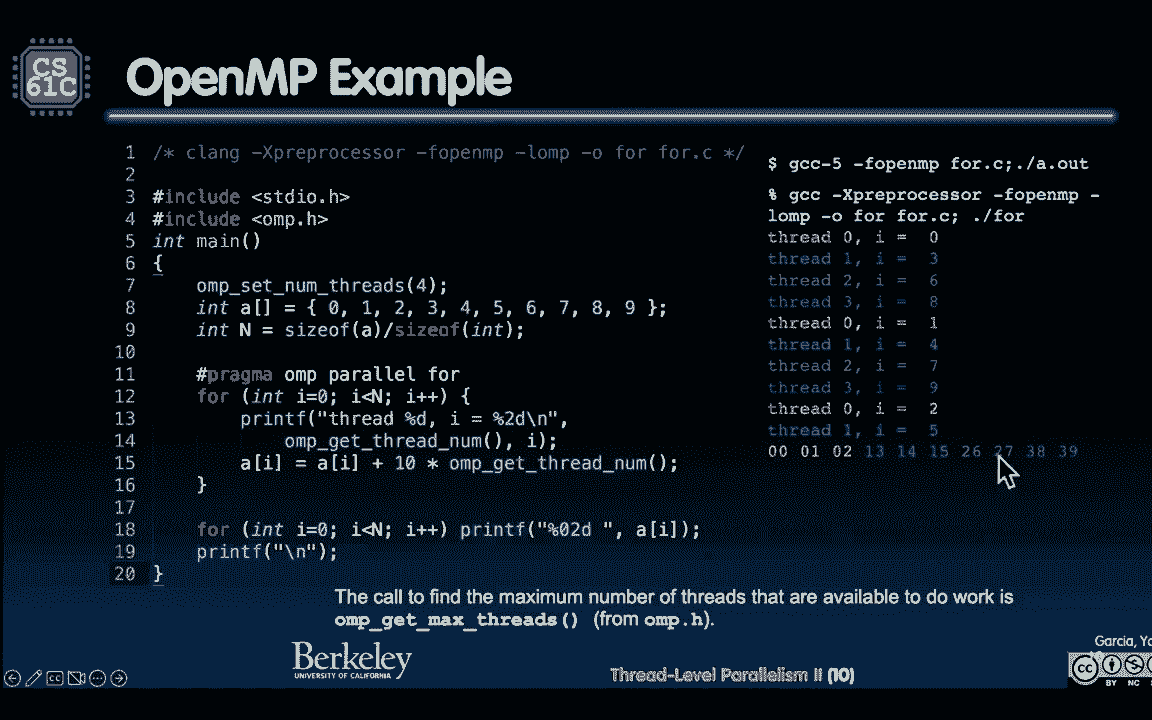 CS
61C
OpenMP Example
1 /* clang -Xpreprocessor -fopenmp -lomp -o for for.c */
2
3 #include <stdio.h>
4 #include <omp.h>
5 int main()
6 {
7 omp_set_num_threads(4);
8 int a[] = { 0, 1, 2, 3, 4, 5, 6, 7, 8, 9 };
9 int N = sizeof(a)/sizeof(int);
10
11 #pragma omp parallel for
12 for (int i=0; i<N; i++) {
13 printf("thread %d, i = %2d\n",
14 omp_get_thread_num(), i);
15 a[i] = a[i] + 10 * omp_get_thread_num();
16 }
17
18 for (int i=0; i<N; i++) printf("%02d ", a[i]);
19 printf("\n");
20 }
$ gcc-5 -fopenmp for.c;./a.out
% gcc -Xpreprocessor -fopenmp -
lomp -o for for.c; ./for
thread 0, i = 0
thread 1, i = 3
thread 2, i = 6
thread 3, i = 8
thread 0, i = 1
thread 1, i = 4
thread 2, i = 7
thread 3, i = 9
thread 0, i = 2
thread 1, i = 5
00 01 02 13 14 15 26 27 38 39
The call to find the maximum number of threads that are available to do work is
omp_get_max_threads() (from omp.h).
Berkeley
UNIVERSITY OF CALIFORNIA
Thread-Level Parallelism II (10)
Garcia,
cc
BY NC
CC